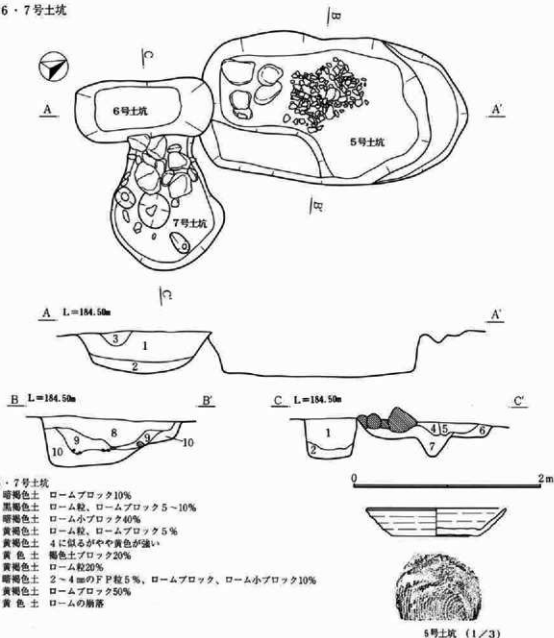 6・7号土坑
B
C
A
6号土坑
5号土坑
A'
7号土坑
B'
C'
A L=184.50m
A'
3
1
2
B L=184.50m
B'
C L=184.50m
C'
8
9
9
10
10
1
2
4
5
6
7
・7号土坑
暗褐色土 ロームブロック10%
黒褐色土 ローム粒、ロームブロック5~10%
暗褐色土 ローム小ブロック40%
黄褐色土 ローム粒、ロームブロック5%
黄褐色土 4に似るがやや黄色が強い
黄色土 褐色土ブロック20%
黄褐色土 ローム粒20%
暗褐色土 2~4㎜のFP粒5%、ロームブロック、ローム小ブロック10%
黄褐色土 ロームブロック50%
黄色土 ロームの崩落
0
2m
5号土坑 (1/3)